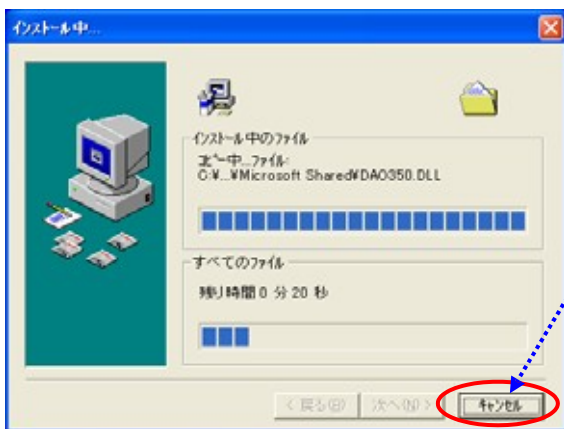 インストール中...
インストール中のファイル
コピー中...ファイル:
C:¥...¥Microsoft Shared¥DAO350.DLL
すべてのファイル
残り時間 0 分 20 秒
< 戻る(B) 次へ(N) > キャンセル